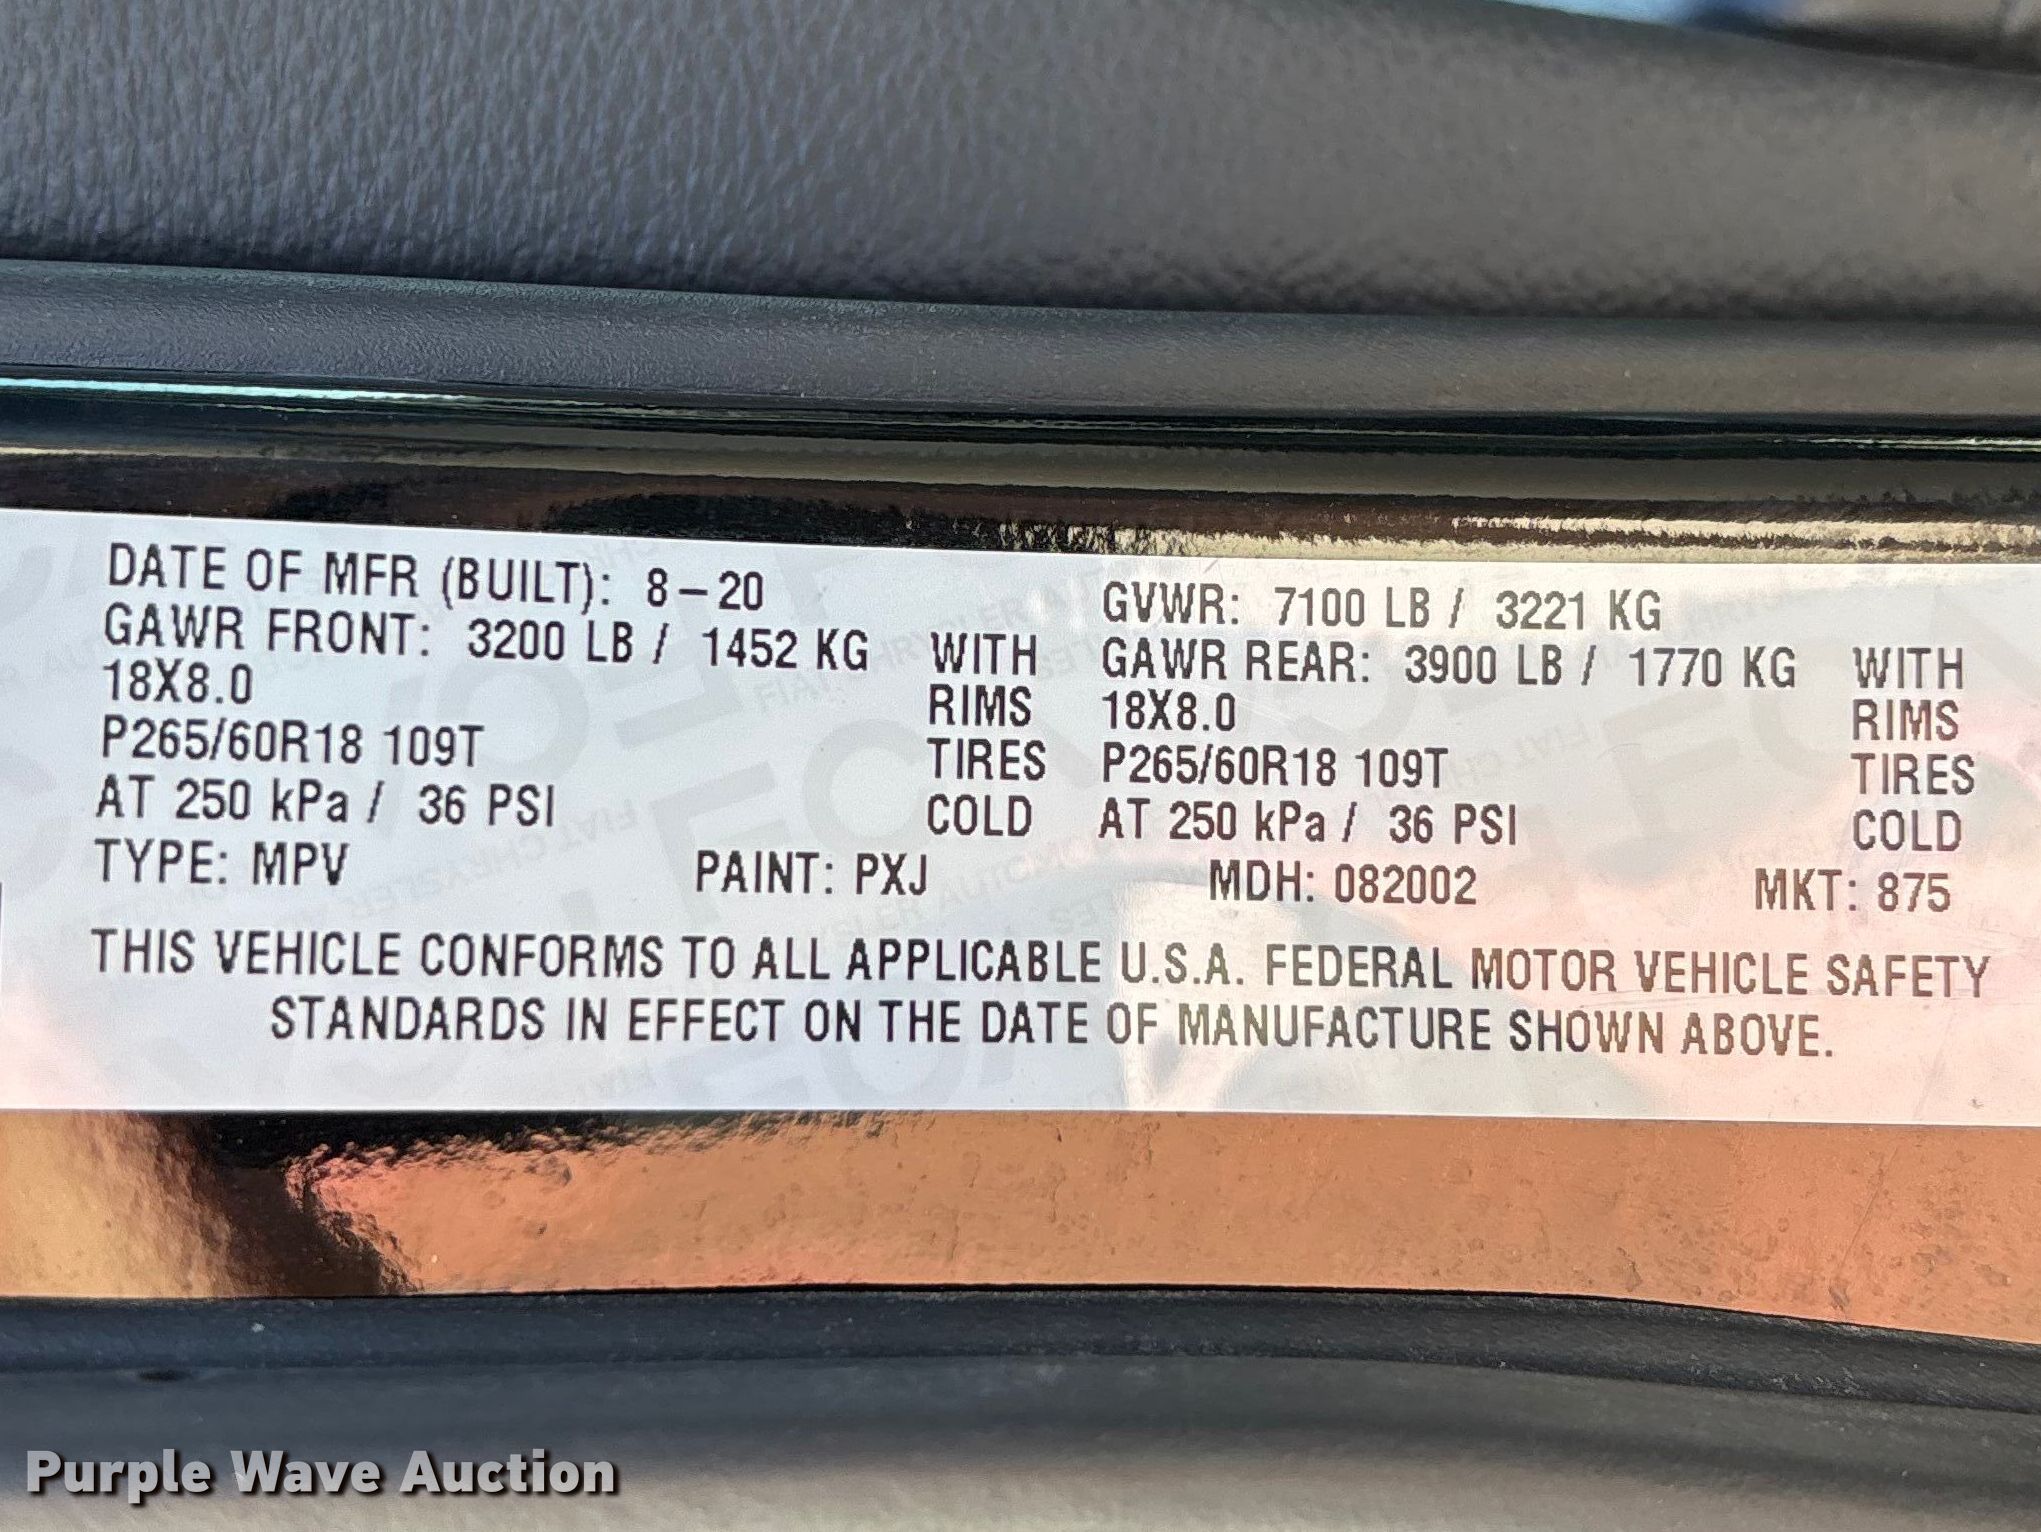 DATE OF MFR (BUILT): 8-20 GVWR: 7100 LB / 3221 KG
GAWR FRONT: 3200 LB / 1452 KG WITH GAWR REAR: 3900 LB / 1770 KG WITH
18X8.0 RIMS 18X8.0 RIMS
P265/60R18 109T TIRES P265/60R18 109T TIRES
AT 250 kPa / 36 PSI COLD AT 250 kPa / 36 PSI COLD
TYPE: MPV PAINT: PXJ MDH: 082002 MKT: 875
THIS VEHICLE CONFORMS TO ALL APPLICABLE U.S.A. FEDERAL MOTOR VEHICLE SAFETY
STANDARDS IN EFFECT ON THE DATE OF MANUFACTURE SHOWN ABOVE.
Purple Wave Auction